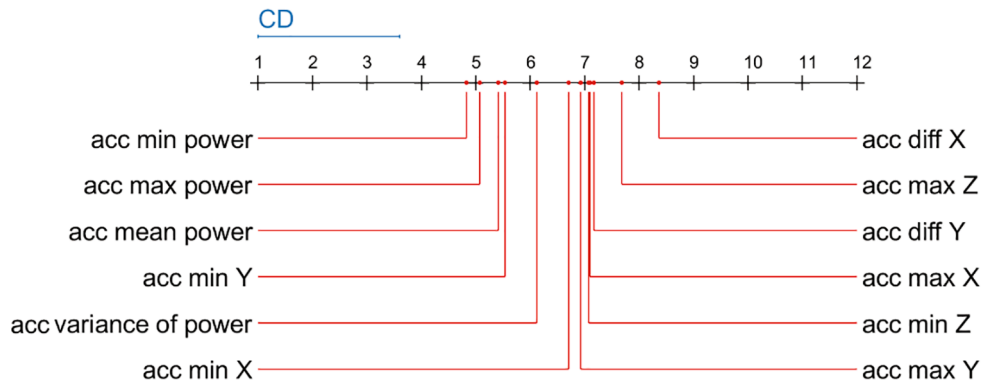 CD
1 2 3 4 5 6 7 8 9 10 11 12
acc min power acc diff X
acc max power acc max Z
acc mean power acc diff Y
acc min Y acc max X
acc variance of power acc min Z
acc min X acc max Y